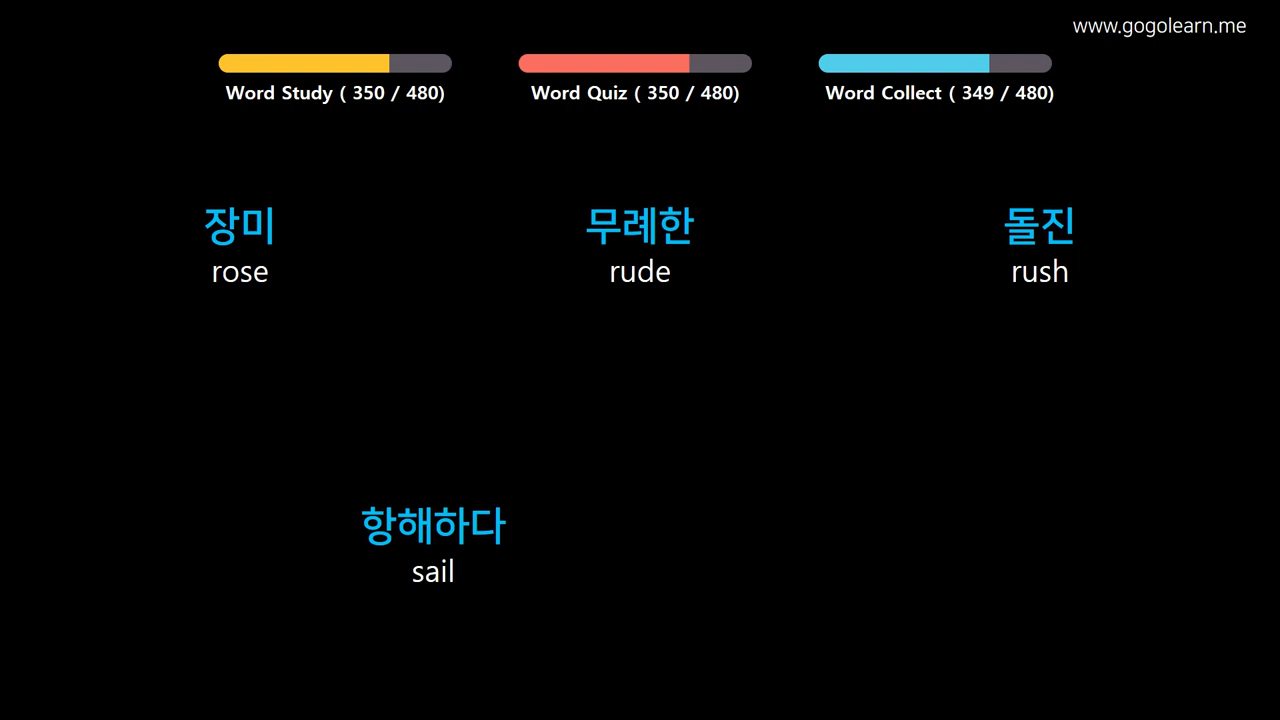 www.gogolearn.me
Word Study ( 350 / 480)
Word Quiz ( 350 / 480)
Word Collect ( 349 / 480)
장미
rose
무례한
rude
돌진
rush
항해하다
sail